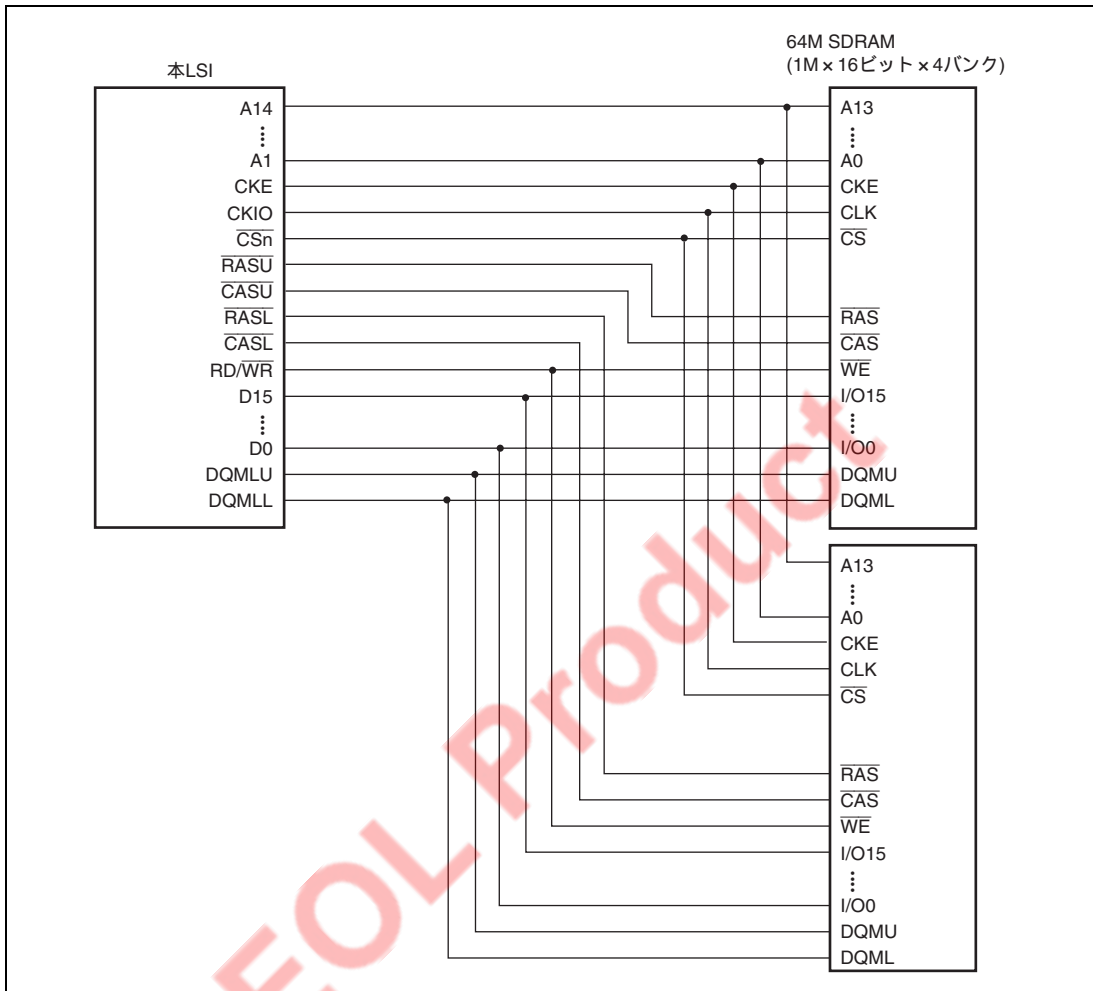 本LSI
64M SDRAM
(1M×16ビット×4バンク)
A14
A1
CKE
CKIO
CSn
RASU
CASU
RASL
CASL
RD/WR
D15
D0
DQMLU
DQMLL
A13
A0
CKE
CLK
CS
RAS
CAS
WE
I/O15
I/O0
DQMU
DQML
A13
A0
CKE
CLK
CS
RAS
CAS
WE
I/O15
I/O0
DQMU
DQML
EOL Product